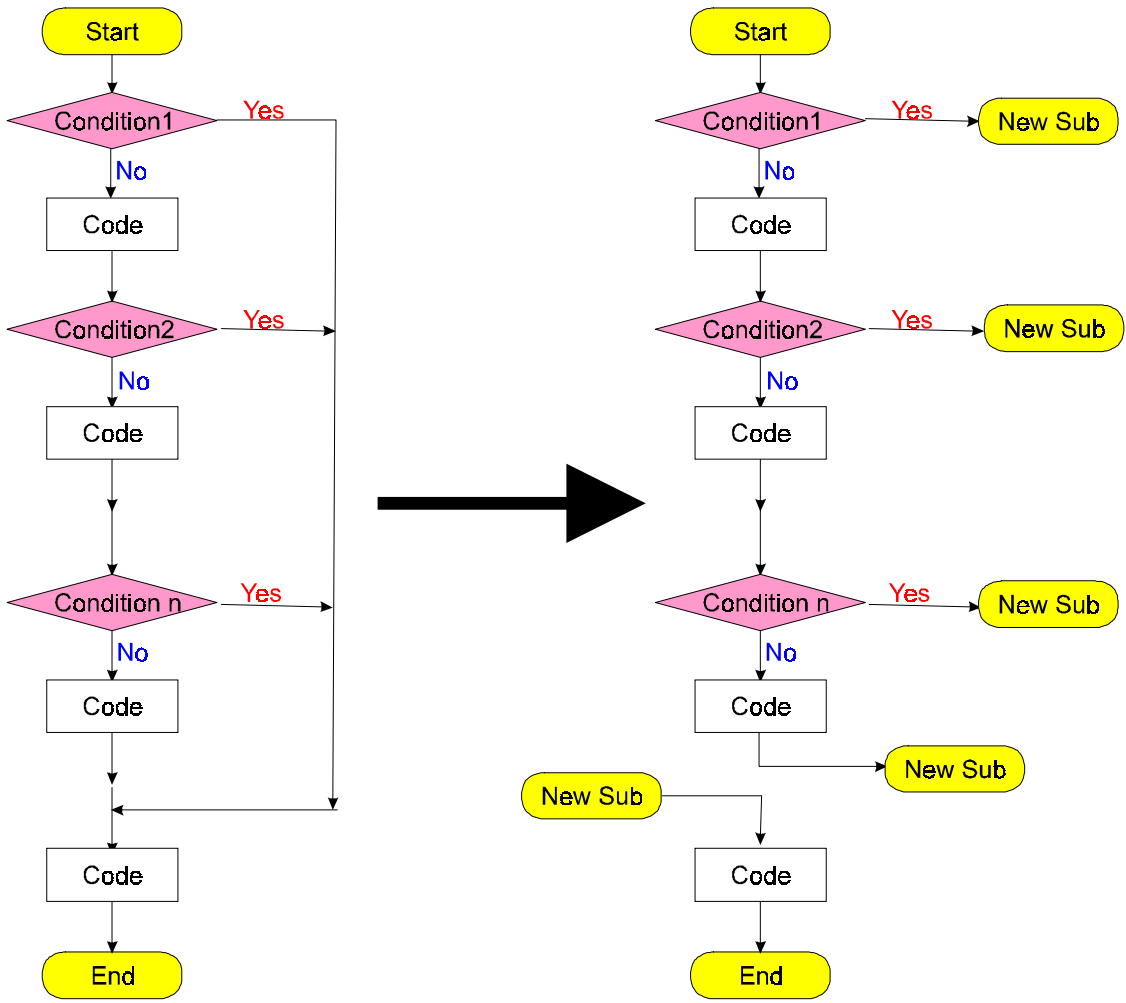 Start
Condition1
Yes
No
Code
Condition2
Yes
No
Code
Condition n
Yes
No
Code
Code
End
Start
Condition1
Yes
New Sub
No
Code
Condition2
Yes
New Sub
No
Code
Condition n
Yes
New Sub
No
Code
New Sub
New Sub
Code
End